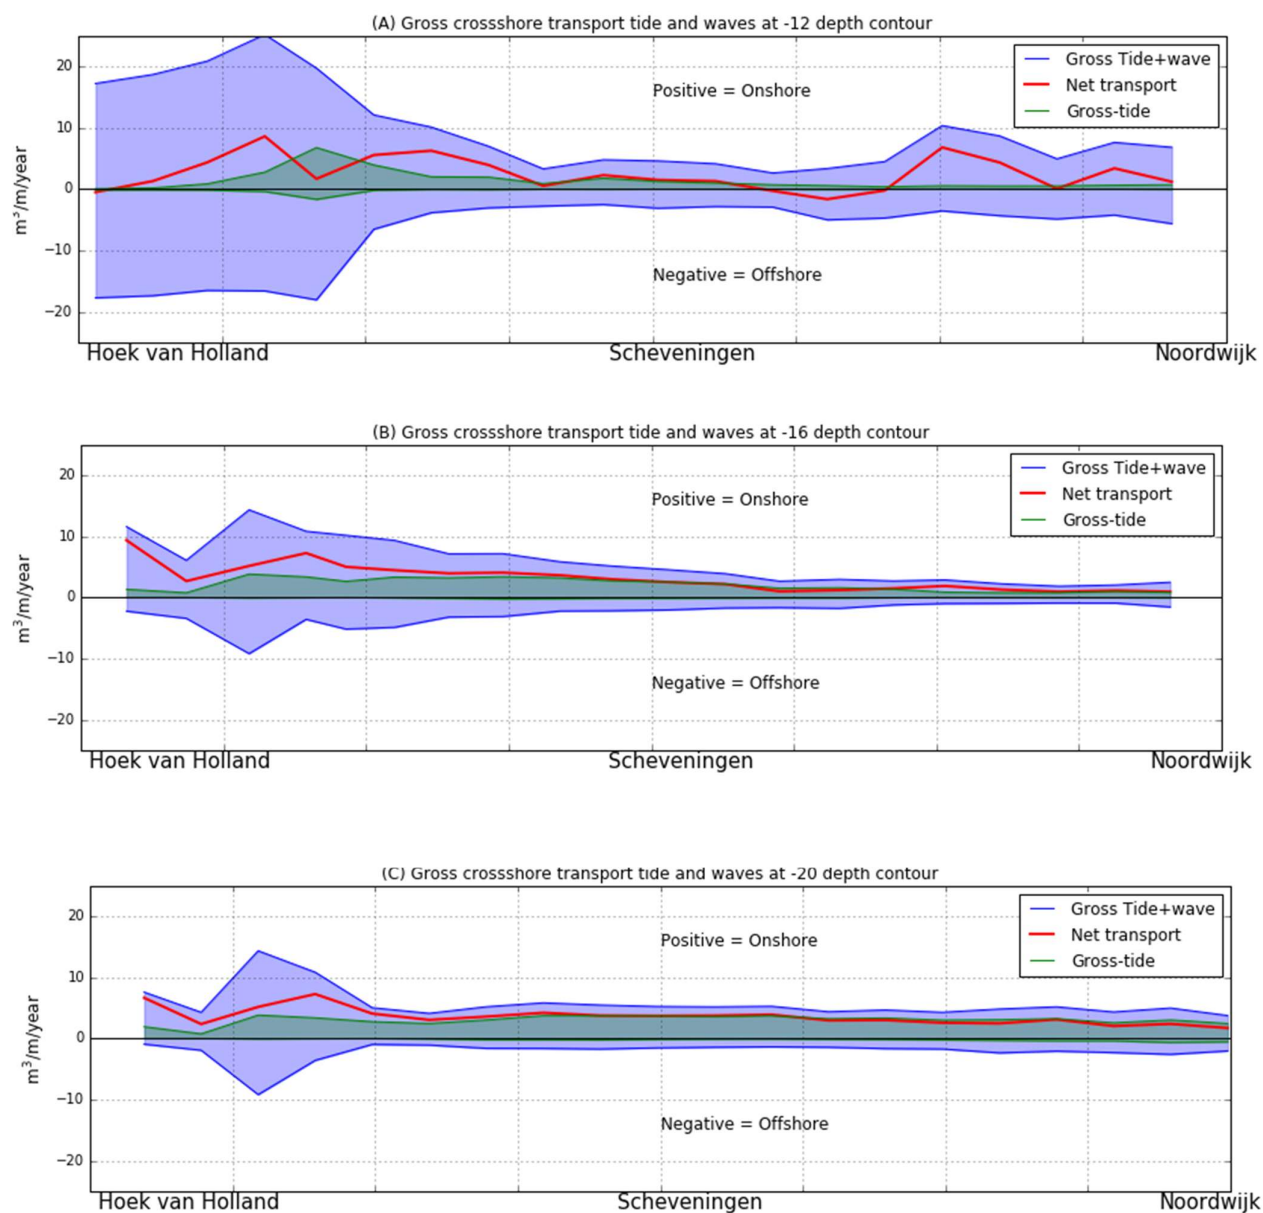 (A) Gross crossshore transport tide and waves at -12 depth contour
20
10
0
−10
−20
m³/m/year
Gross Tide+wave
Net transport
Gross-tide
Positive = Onshore
Negative = Offshore
Hoek van Holland
Scheveningen
Noordwijk
(B) Gross crossshore transport tide and waves at -16 depth contour
20
10
0
−10
−20
m³/m/year
Gross Tide+wave
Net transport
Gross-tide
Positive = Onshore
Negative = Offshore
Hoek van Holland
Scheveningen
Noordwijk
(C) Gross crossshore transport tide and waves at -20 depth contour
20
10
0
−10
−20
m³/m/year
Gross Tide+wave
Net transport
Gross-tide
Positive = Onshore
Negative = Offshore
Hoek van Holland
Scheveningen
Noordwijk